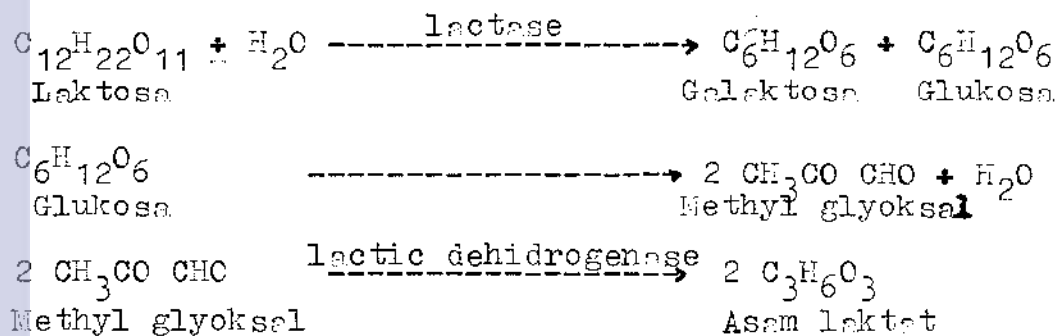 lactase
C12H22O11 + H2O -----------------→ C6H12O6 + C6H12O6
Laktosa Galaktosa Glukosa
C6H12O6 -----------------→ 2 CH3CO CHO + H2O
Glukosa Methyl glyoksal
2 CH3CO CHO lactic dehidrogenase → 2 C3H6O3
Methyl glyoksal Asam laktat